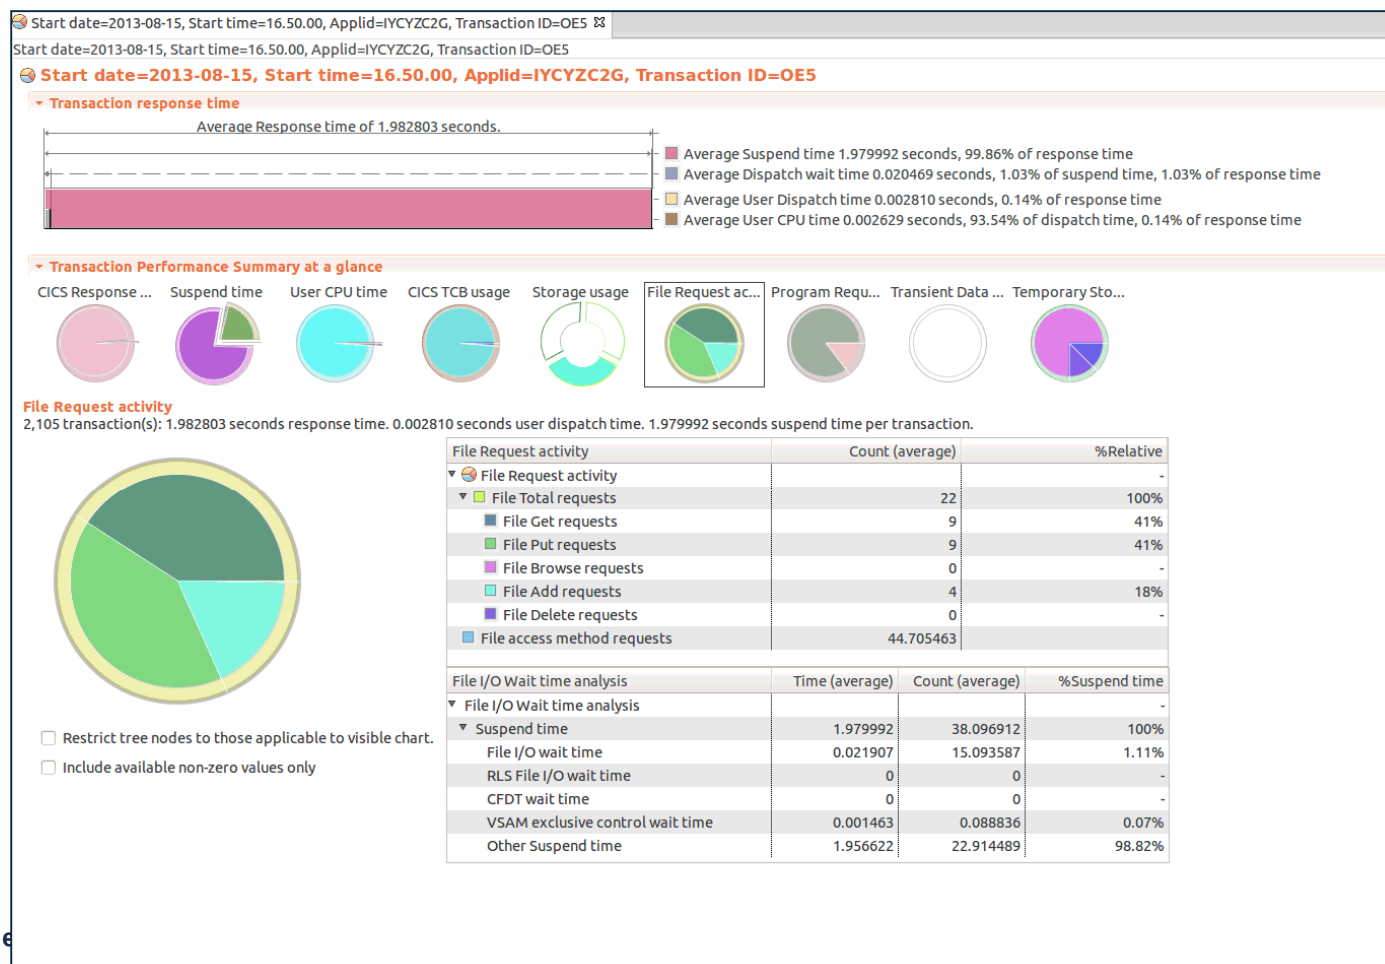 Start date=2013-08-15, Start time=16.50.00, Applid=IYCYZC2G, Transaction ID=OE5
Start date=2013-08-15, Start time=16.50.00, Applid=IYCYZC2G, Transaction ID=OE5
Start date=2013-08-15, Start time=16.50.00, Applid=IYCYZC2G, Transaction ID=OE5
Transaction response time
Average Response time of 1.982803 seconds.
Average Suspend time 1.979992 seconds, 99.86% of response time
Average Dispatch wait time 0.020469 seconds, 1.03% of suspend time, 1.03% of response time
Average User Dispatch time 0.002810 seconds, 0.14% of response time
Average User CPU time 0.002629 seconds, 93.54% of dispatch time, 0.14% of response time
Transaction Performance Summary at a glance
CICS Response ... Suspend time User CPU time CICS TCB usage Storage usage File Request ac... Program Requ... Transient Data ... Temporary Sto...
File Request activity
2,105 transaction(s): 1.982803 seconds response time. 0.002810 seconds user dispatch time. 1.979992 seconds suspend time per transaction.
File Request activity Count (average) %Relative
File Request activity -
File Total requests 22 100%
File Get requests 9 41%
File Put requests 9 41%
File Browse requests 0 -
File Add requests 4 18%
File Delete requests 0 -
File access method requests 44.705463
File I/O Wait time analysis Time (average) Count (average) %Suspend time
File I/O Wait time analysis -
Suspend time 1.979992 38.096912 100%
File I/O wait time 0.021907 15.093587 1.11%
RLS File I/O wait time 0 0 -
CFDT wait time 0 0 -
VSAM exclusive control wait time 0.001463 0.088836 0.07%
Other Suspend time 1.956622 22.914489 98.82%
Restrict tree nodes to those applicable to visible chart.
Include available non-zero values only